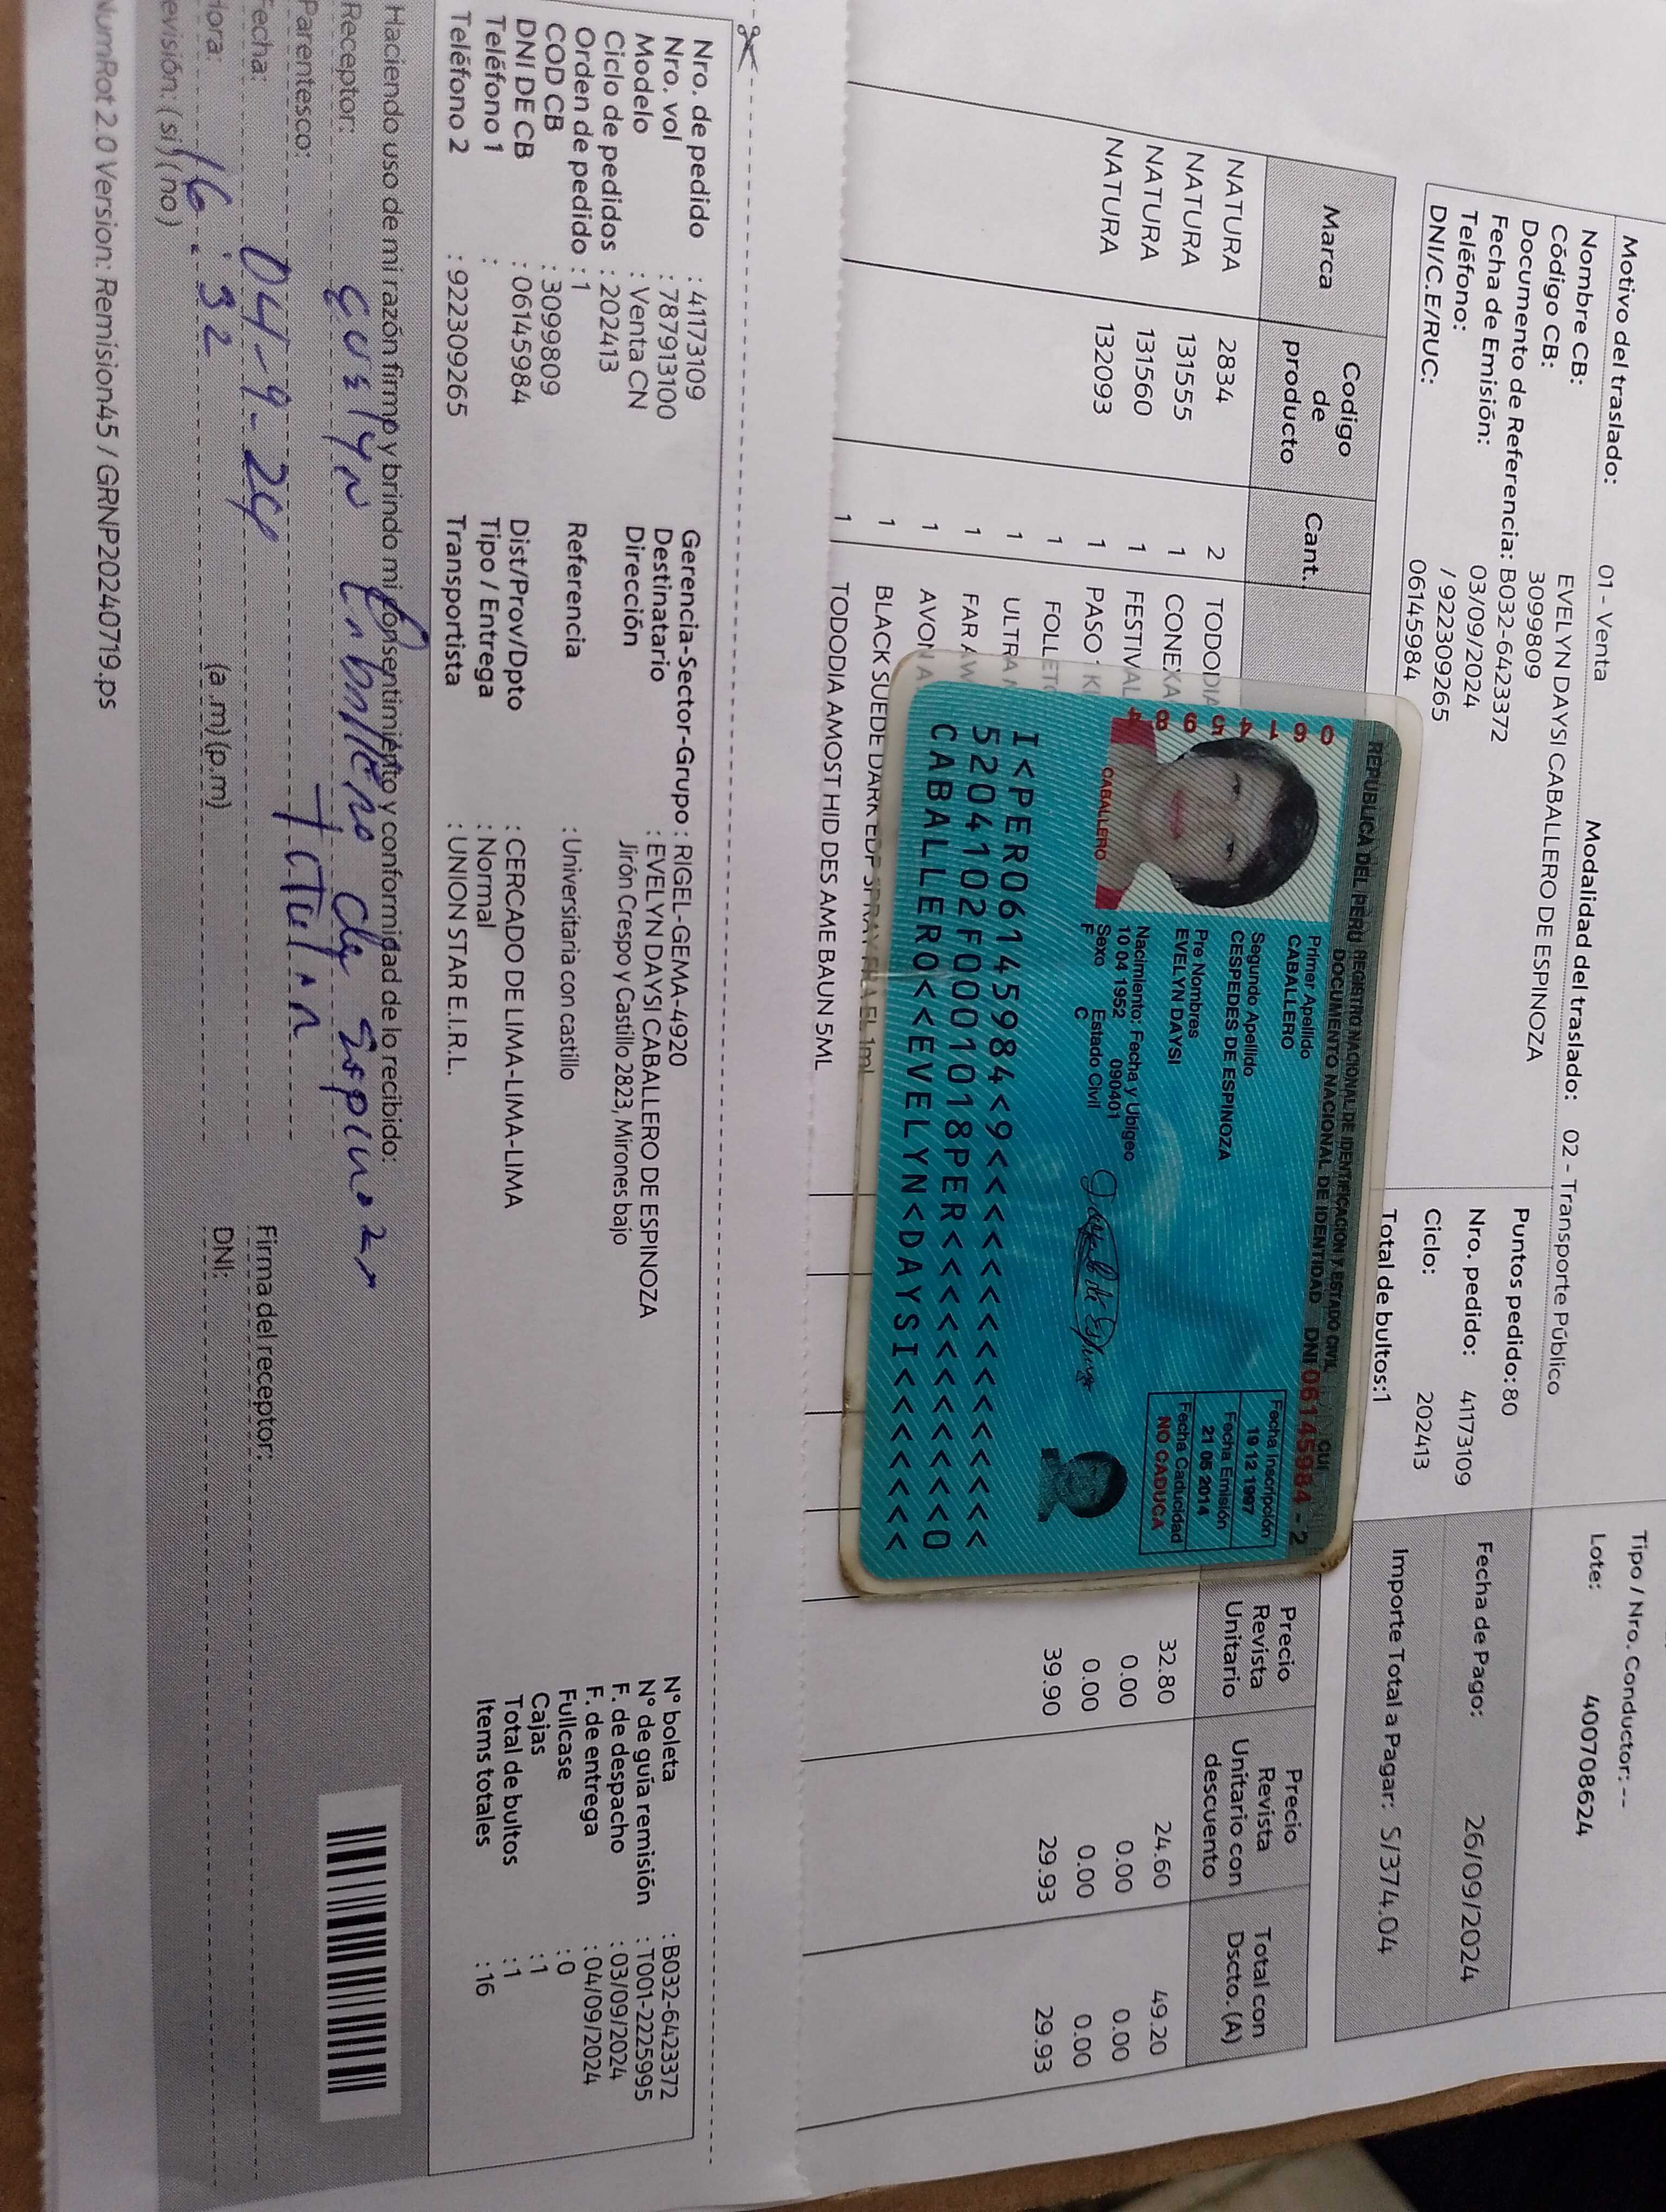 Motivo del traslado: 01 - Venta Modalidad del traslado: 02 - Transporte Público Tipo / Nro. Conductor: --
Nombre CB: EVELYN DAYSI CABALLERO DE ESPINOZA Lote: 400708624
Código CB: 3099809
Documento de Referencia: B032-6423372 Puntos pedido: 80
Fecha de Emisión: 03/09/2024 Nro. pedido: 41173109 Fecha de Pago: 26/09/2024
Teléfono: / 922309265 Ciclo: 202413
DNI/C.E/RUC: 06145984 Total de bultos:1 Importe Total a Pagar: S/374.04
Marca Codigo de producto Cant. Precio Revista Unitario Precio Revista Unitario con descuento Total con Dscto. (A)
NATURA 2834 2 TODODIA 32.80 24.60 49.20
NATURA 131555 1 CONEXA 0.00 0.00 0.00
NATURA 131560 1 FESTIVAL 0.00 0.00 0.00
NATURA 132093 1 PASO 39.90 29.93 29.93
1 FOLLETO
1 ULTRA
1 FAR AW
1 AVON A
1 BLACK SUEDE DARK EDP SPRAY
1 TODODIA AMOST HID DES AME BAUN 5ML
REPUBLICA DEL PERU REGISTRO NACIONAL DE IDENTIFICACION Y ESTADO CIVIL
DOCUMENTO NACIONAL DE IDENTIDAD DNI 06145984 - 2
CUI
06145984
CABALLERO
Primer Apellido
CABALLERO
Segundo Apellido
CESPEDES DE ESPINOZA
Pre Nombres
EVELYN DAYSI
Nacimiento: Fecha y Ubigeo
10 04 1952 090401
Sexo Estado Civil
F C
Fecha Inscripción
19 12 1997
Fecha Emisión
21 05 2014
Fecha Caducidad
NO CADUCA
I<PER06145984<9<<<<<<<<<<<<<<<
5204102F0001018PER<<<<<<<<<<<0
CABALLERO<<EVELYN<DAYSI<<<<<<<
Nro. de pedido : 41173109 Gerencia-Sector-Grupo : RIGEL-GEMA-4920 N° boleta : B032-6423372
Nro. vol : 787913100 Destinatario : EVELYN DAYSI CABALLERO DE ESPINOZA N° de guía remisión : T001-2225995
Modelo : Venta CN Dirección Jirón Crespo y Castillo 2823, Mirones bajo F. de despacho : 03/09/2024
Ciclo de pedidos : 202413 F. de entrega : 04/09/2024
Orden de pedido : 1 Referencia : Universitaria con castillo Fullcase : 0
COD CB : 3099809 Cajas : 1
DNI DE CB : 06145984 Dist/Prov/Dpto : CERCADO DE LIMA-LIMA-LIMA Total de bultos : 1
Teléfono 1 : Tipo / Entrega : Normal Items totales : 16
Teléfono 2 : 922309265 Transportista : UNION STAR E.I.R.L.
Haciendo uso de mi razón firmo y brindo mi consentimiento y conformidad de lo recibido:
Receptor: Caballero de Espinoza
Parentesco: Titular
Fecha: 04-9-24 Firma del receptor:
Hora: 16:32 (a .m) (p.m) DNI:
evisión: ( si ) ( no )
NumRot 2.0 Version: Remision45 / GRNP20240719.ps